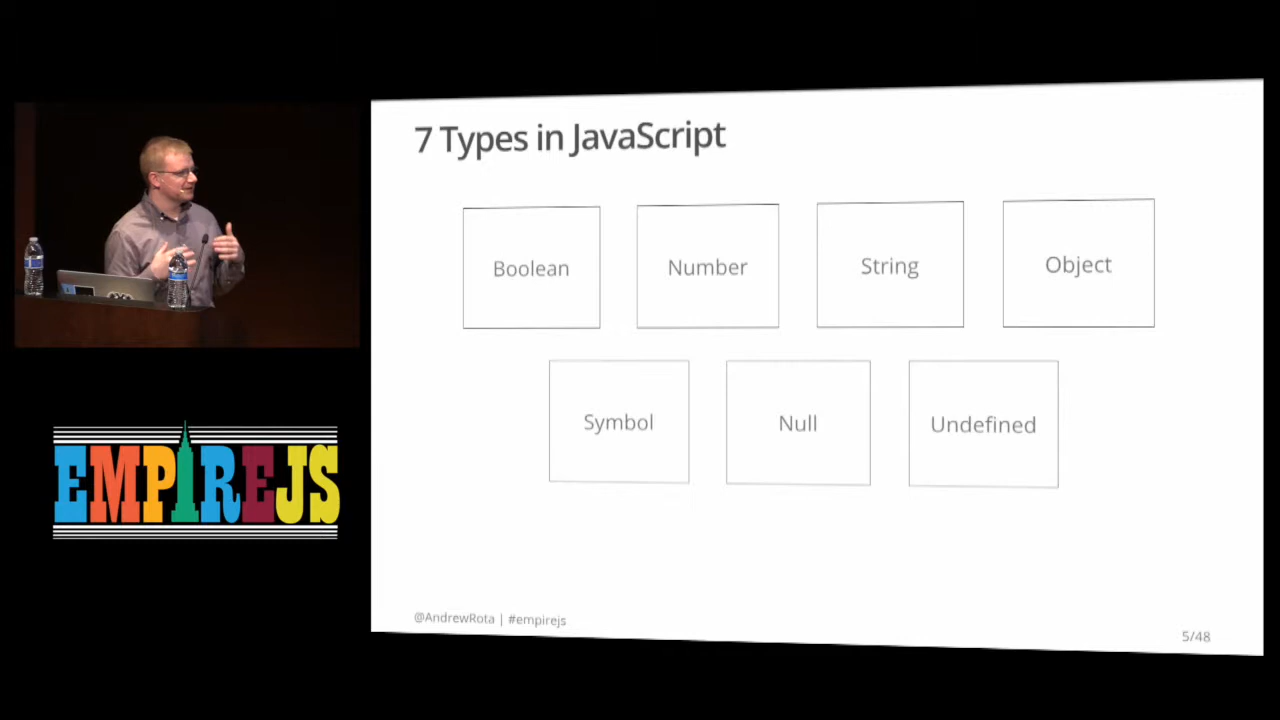 7 Types in JavaScript
Boolean
Number
String
Object
Symbol
Null
Undefined
EMPIREJS
@AndrewRota | #empirejs
5/48